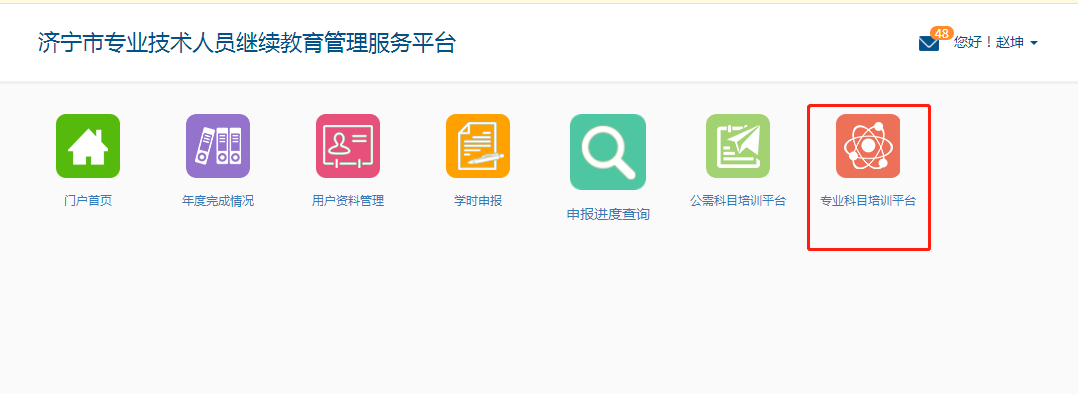 济宁市专业技术人员继续教育管理服务平台
48
您好！赵坤
门户首页
年度完成情况
用户资料管理
学时申报
申报进度查询
公需科目培训平台
专业科目培训平台